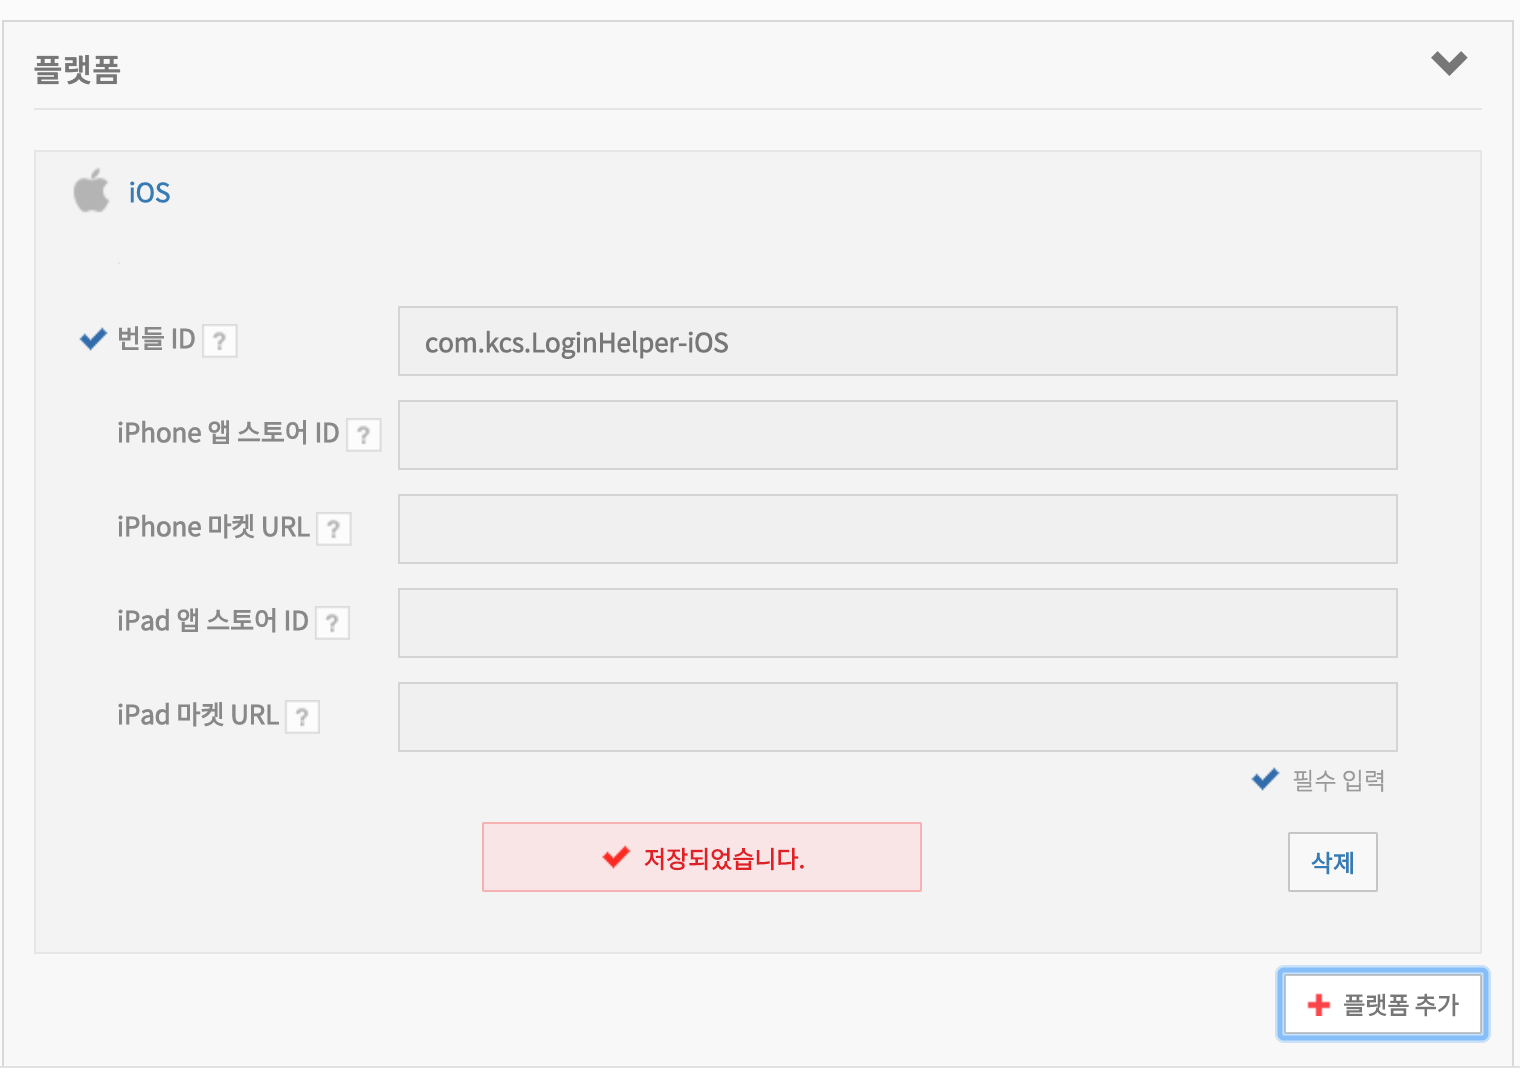 플랫폼
iOS
번들 ID ?
com.kcs.LoginHelper-iOS
iPhone 앱 스토어 ID ?
iPhone 마켓 URL ?
iPad 앱 스토어 ID ?
iPad 마켓 URL ?
필수 입력
저장되었습니다.
삭제
플랫폼 추가